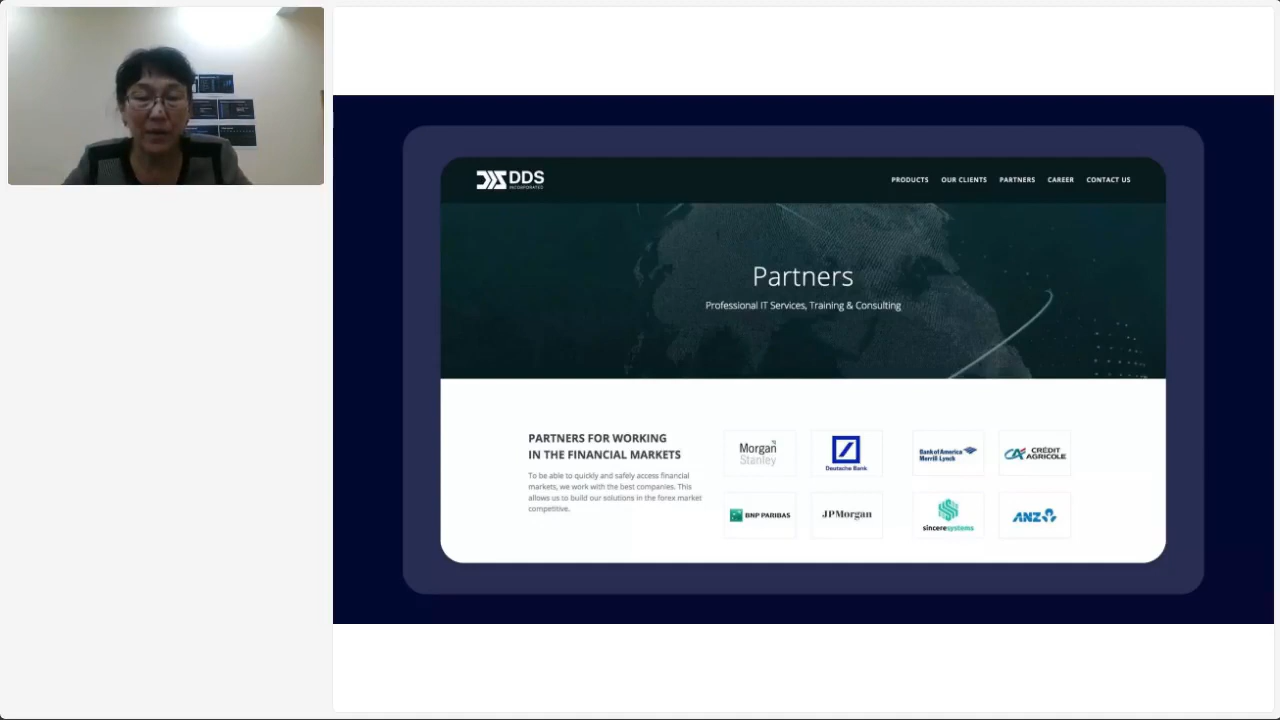 DDS
INCORPORATED
PRODUCTS
OUR CLIENTS
PARTNERS
CAREER
CONTACT US
Partners
Professional IT Services, Training & Consulting
PARTNERS FOR WORKING
IN THE FINANCIAL MARKETS
To be able to quickly and safely access financial
markets, we work with the best companies. This
allows us to build our solutions in the forex market
competitive.
Morgan
Stanley
Deutsche Bank
Bank of America
Merrill Lynch
CRÉDIT
AGRICOLE
BNP PARIBAS
JPMorgan
sinceresystems
ANZ